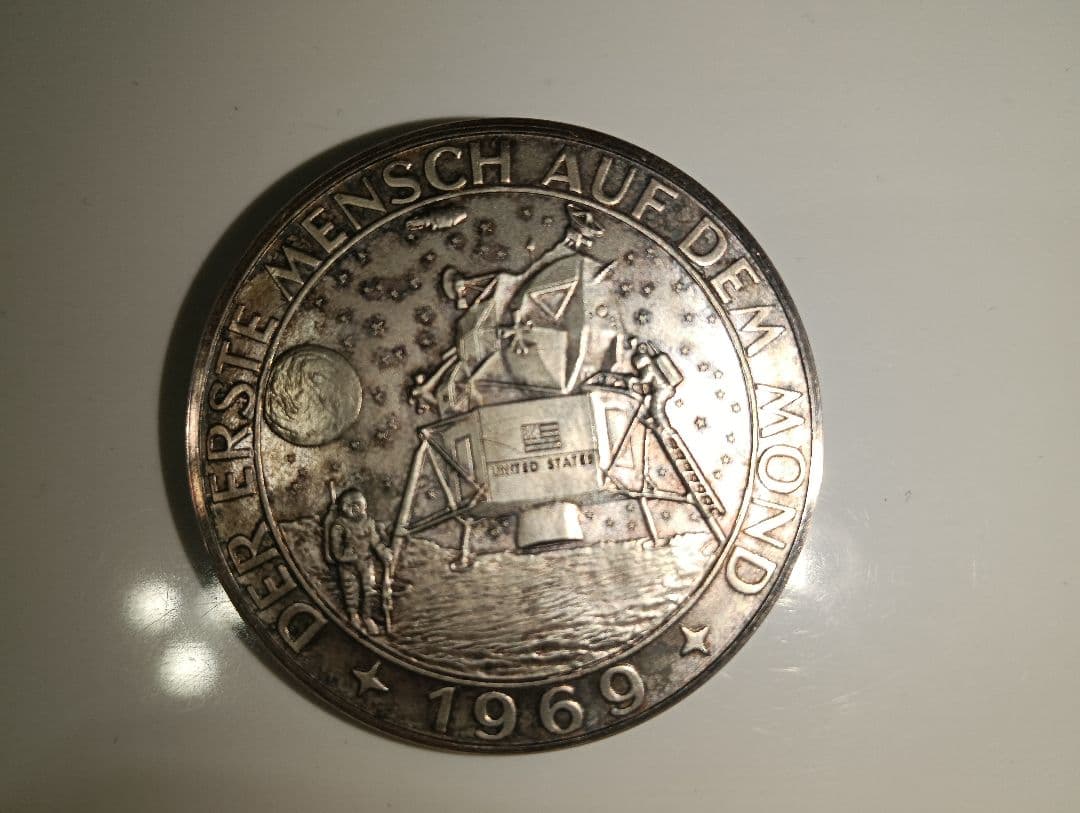 DER ERSTE MENSCH AUF DEM MOND
UNITED STATES
1969